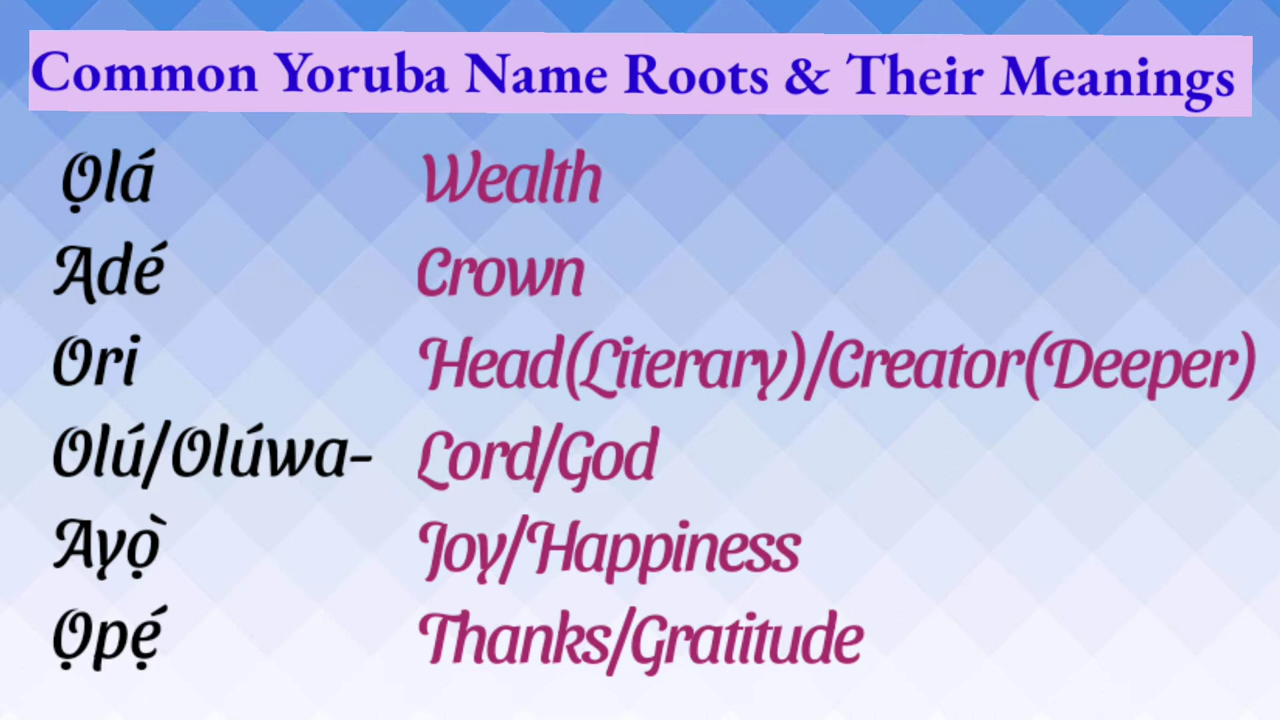 Common Yoruba Name Roots & Their Meanings
Ọlá Wealth
Adé Crown
Ori Head(Literary)/Creator(Deeper)
Olú/Olúwa- Lord/God
Ayọ̀ Joy/Happiness
Ọpẹ́ Thanks/Gratitude